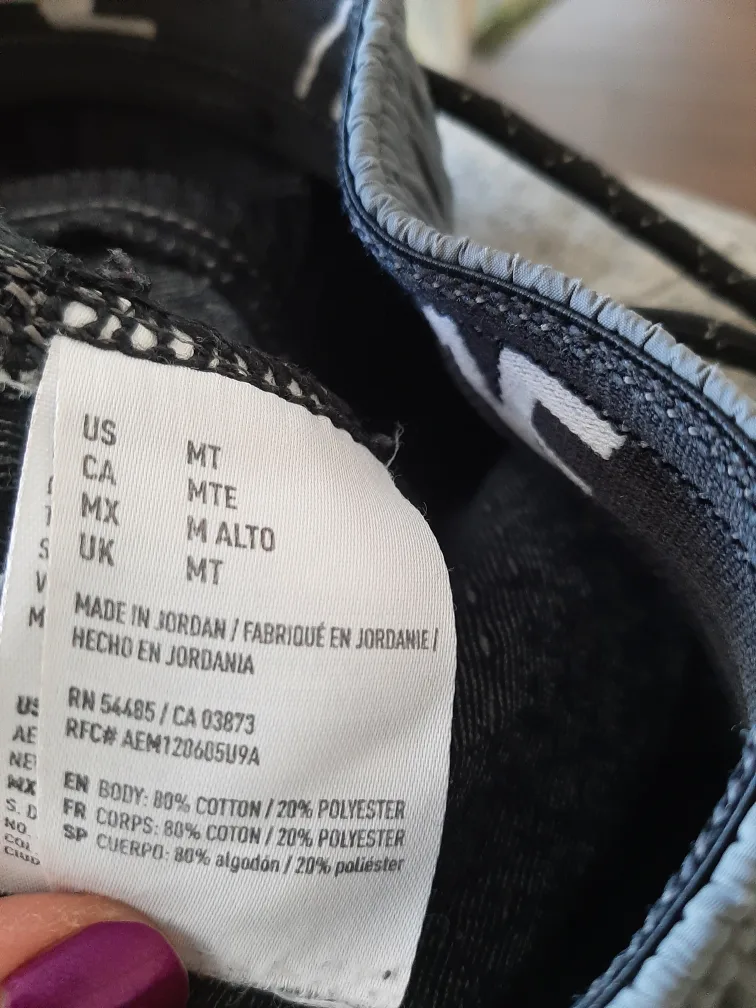 US MT
CA MTE
MX M ALTO
UK MT
MADE IN JORDAN / FABRIQUÉ EN JORDANIE /
HECHO EN JORDANIA
RN 54485 / CA 03873
RFC# AEM120605U9A
EN BODY: 80% COTTON / 20% POLYESTER
FR CORPS: 80% COTON / 20% POLYESTER
SP CUERPO: 80% algodón / 20% poliéster